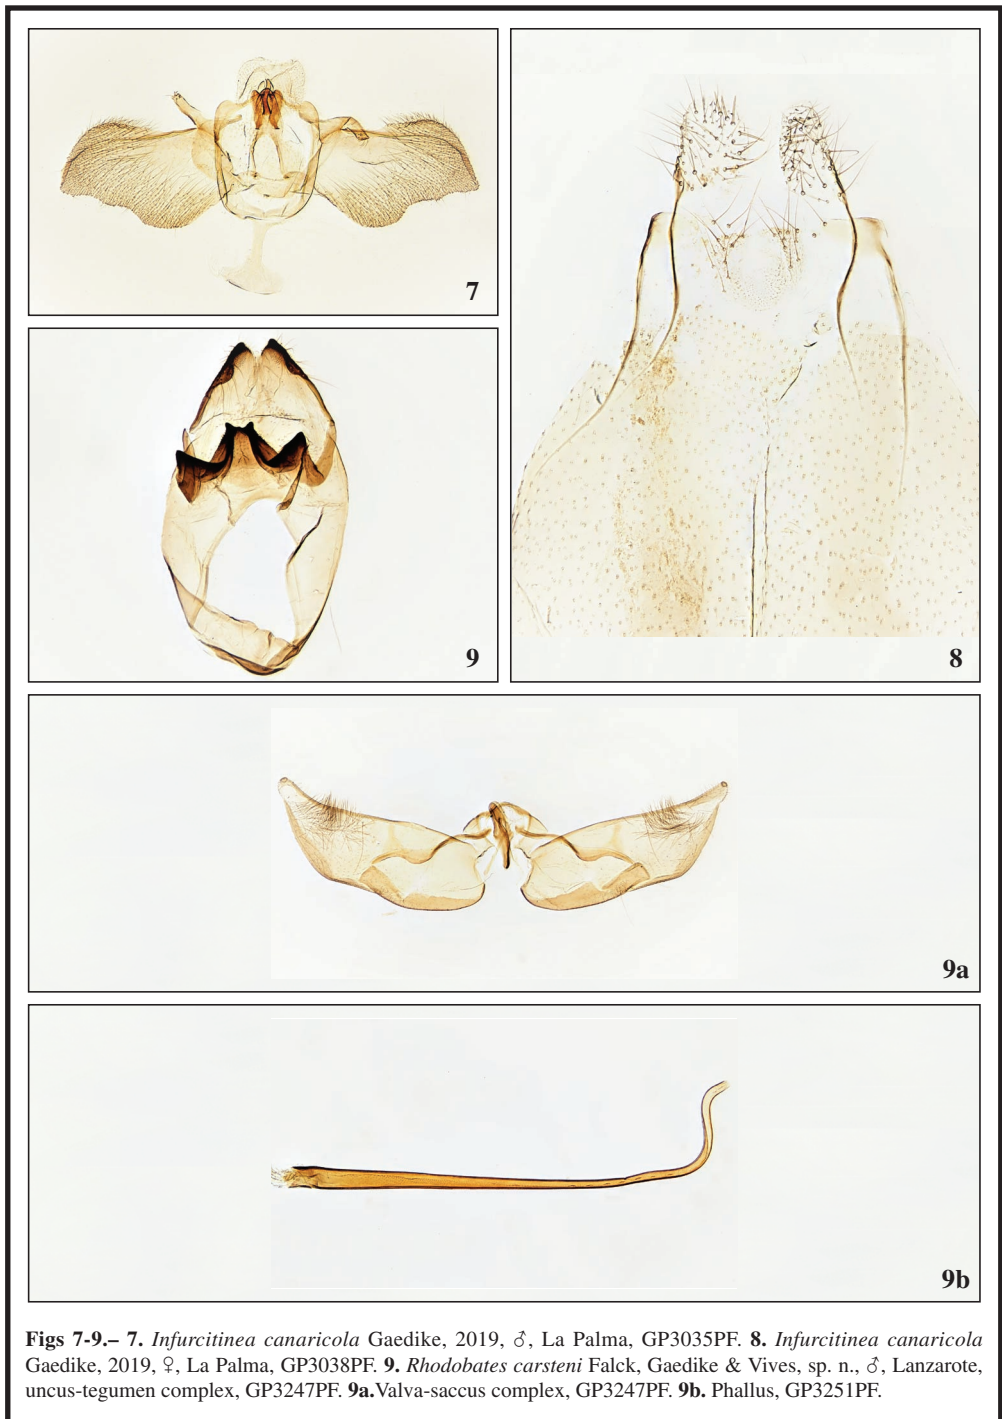 7
8
9
9a
9b
Figs 7-9.– 7. Infurcitinea canaricola Gaedike, 2019, ♂, La Palma, GP3035PF. 8. Infurcitinea canaricola
Gaedike, 2019, ♀, La Palma, GP3038PF. 9. Rhodobates carsteni Falck, Gaedike & Vives, sp. n., ♂, Lanzarote,
uncus-tegumen complex, GP3247PF. 9a.Valva-saccus complex, GP3247PF. 9b. Phallus, GP3251PF.